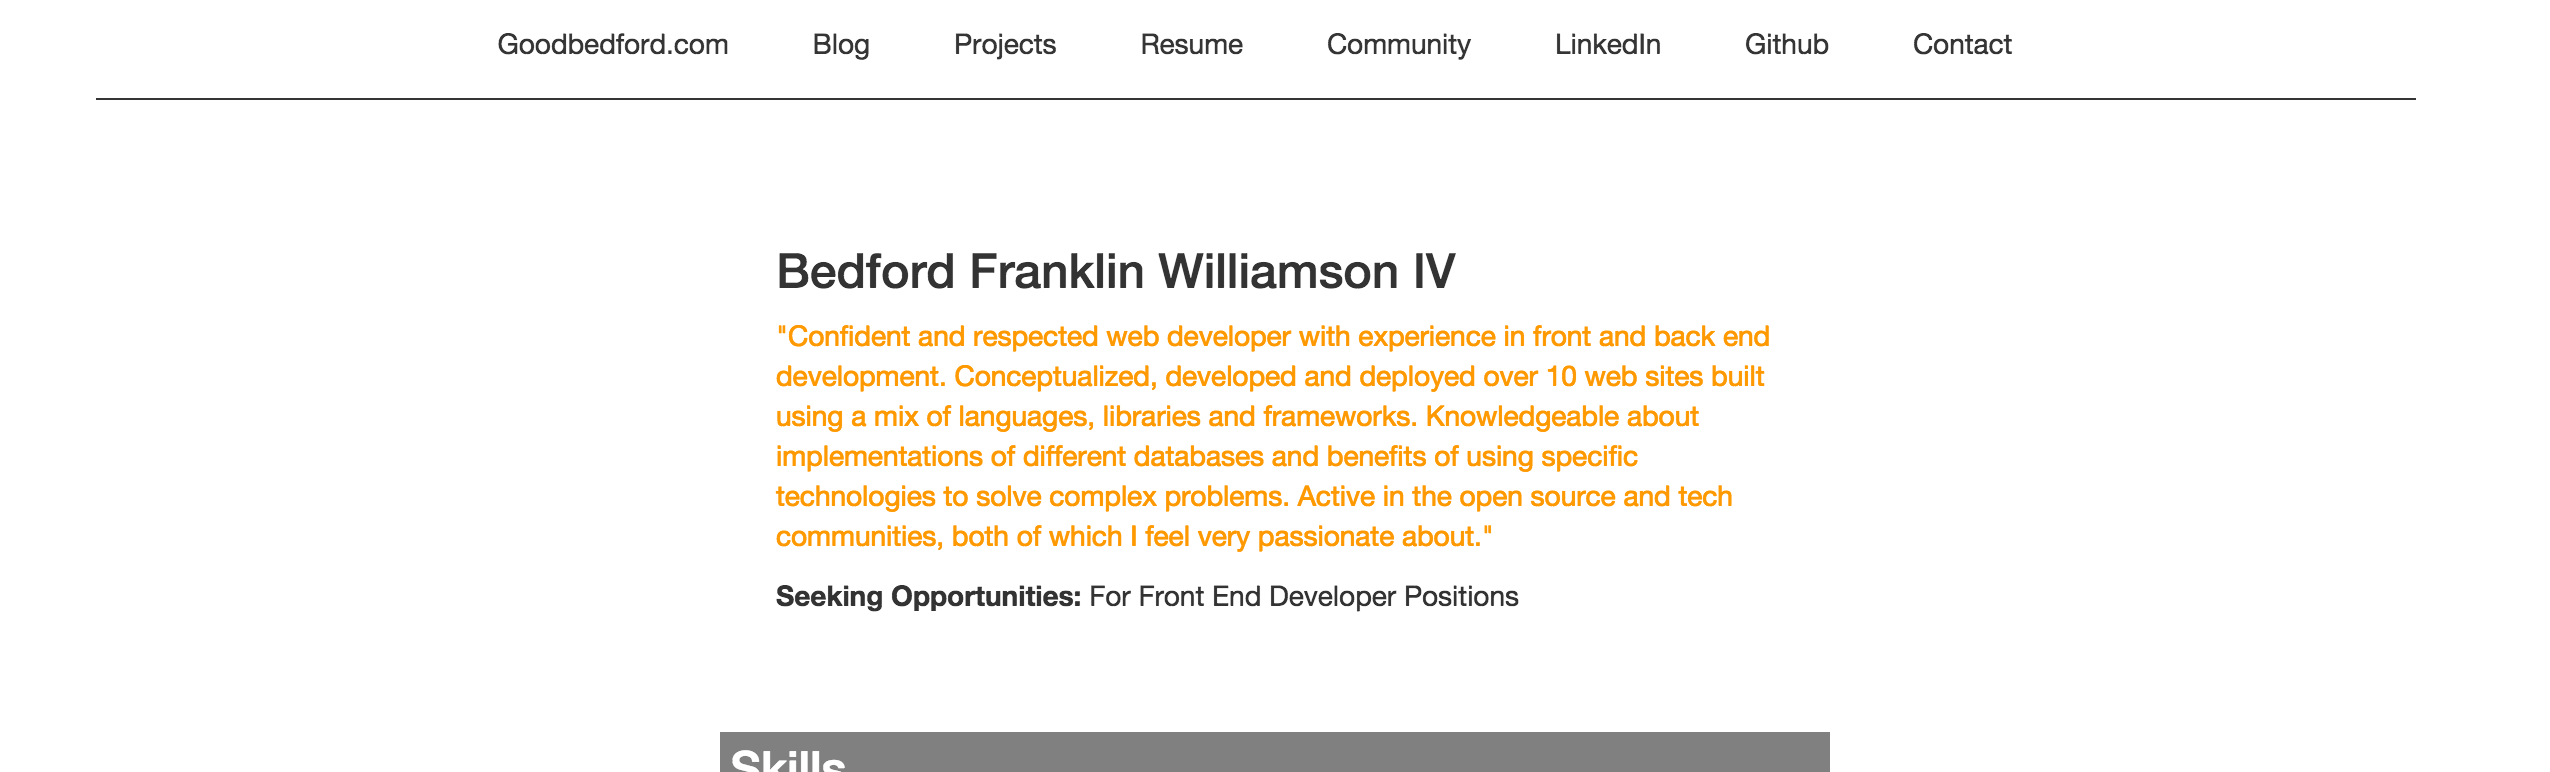 Goodbedford.com Blog Projects Resume Community LinkedIn Github Contact
Bedford Franklin Williamson IV
"Confident and respected web developer with experience in front and back end
development. Conceptualized, developed and deployed over 10 web sites built
using a mix of languages, libraries and frameworks. Knowledgeable about
implementations of different databases and benefits of using specific
technologies to solve complex problems. Active in the open source and tech
communities, both of which I feel very passionate about."
Seeking Opportunities: For Front End Developer Positions
Skills